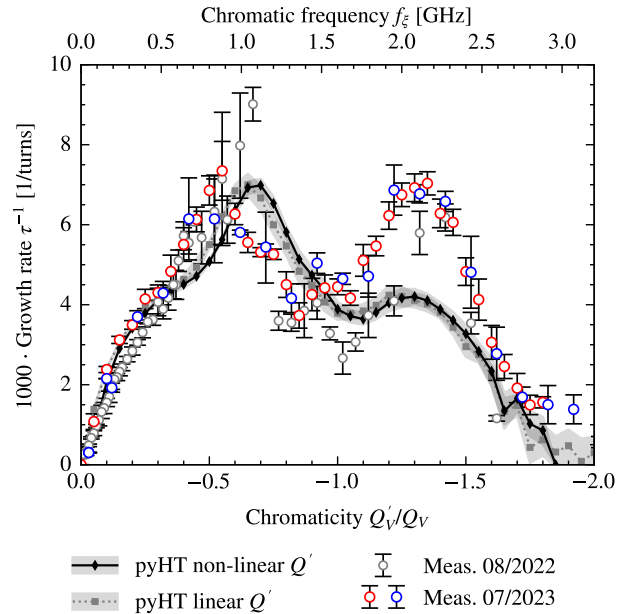 Chromatic frequency f_ξ [GHz]
0.0 0.5 1.0 1.5 2.0 2.5 3.0
1000 · Growth rate τ⁻¹ [1/turns]
10
8
6
4
2
0
0.0 −0.5 −1.0 −1.5 −2.0
Chromaticity Q'_V/Q_V
pyHT non-linear Q′ Meas. 08/2022
pyHT linear Q′ Meas. 07/2023